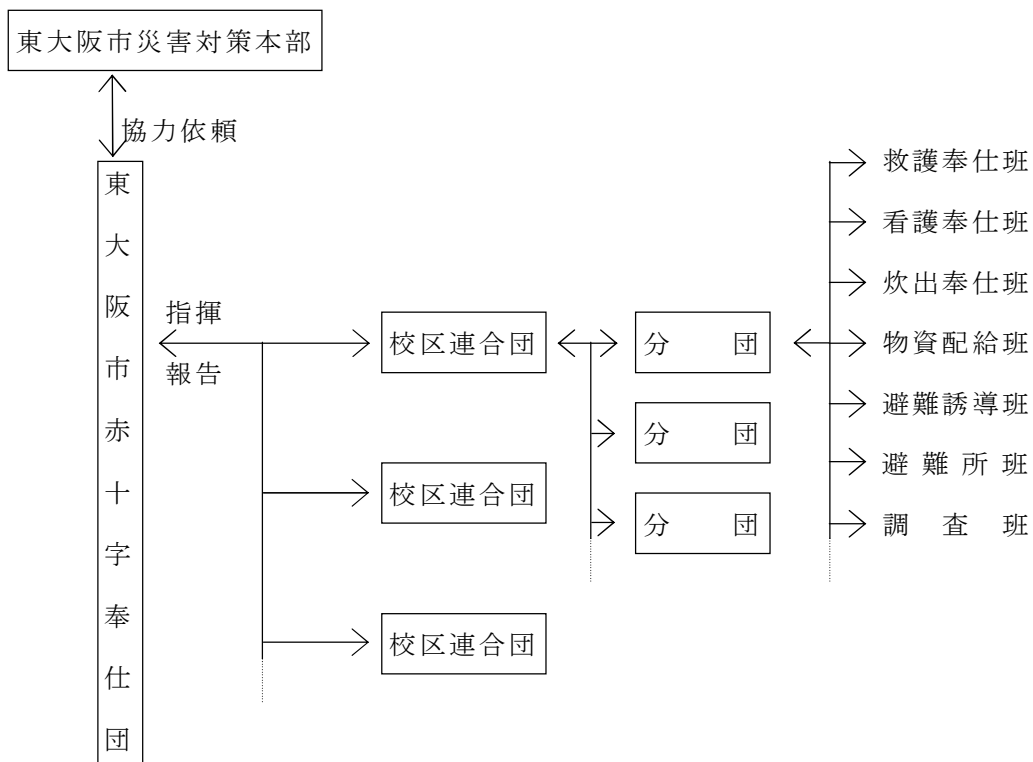 東大阪市災害対策本部
協力依頼
東大阪市赤十字奉仕団
指揮
報告
校区連合団
校区連合団
校区連合団
分団
分団
分団
救護奉仕班
看護奉仕班
炊出奉仕班
物資配給班
避難誘導班
避難所班
調査班